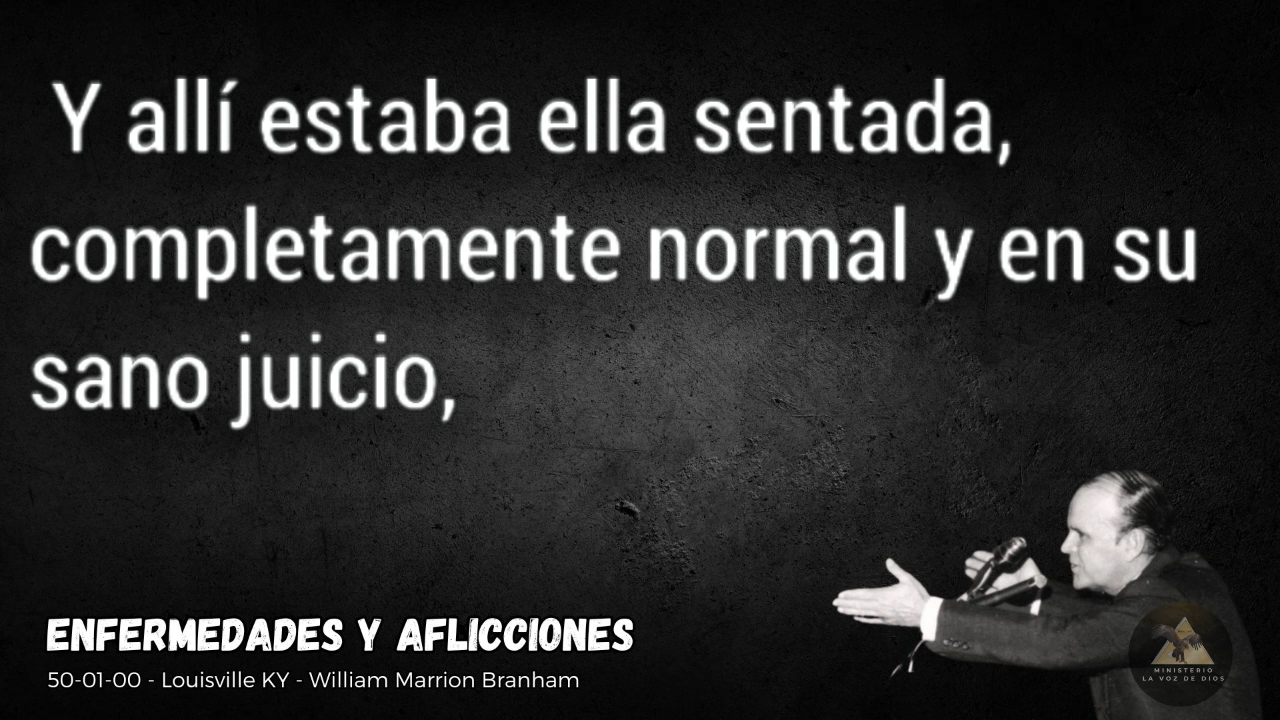 Y allí estaba ella sentada,
completamente normal y en su
sano juicio,
ENFERMEDADES Y AFLICCIONES
50-01-00 - Louisville KY - William Marrion Branham
MINISTERIO
LA VOZ DE DIOS